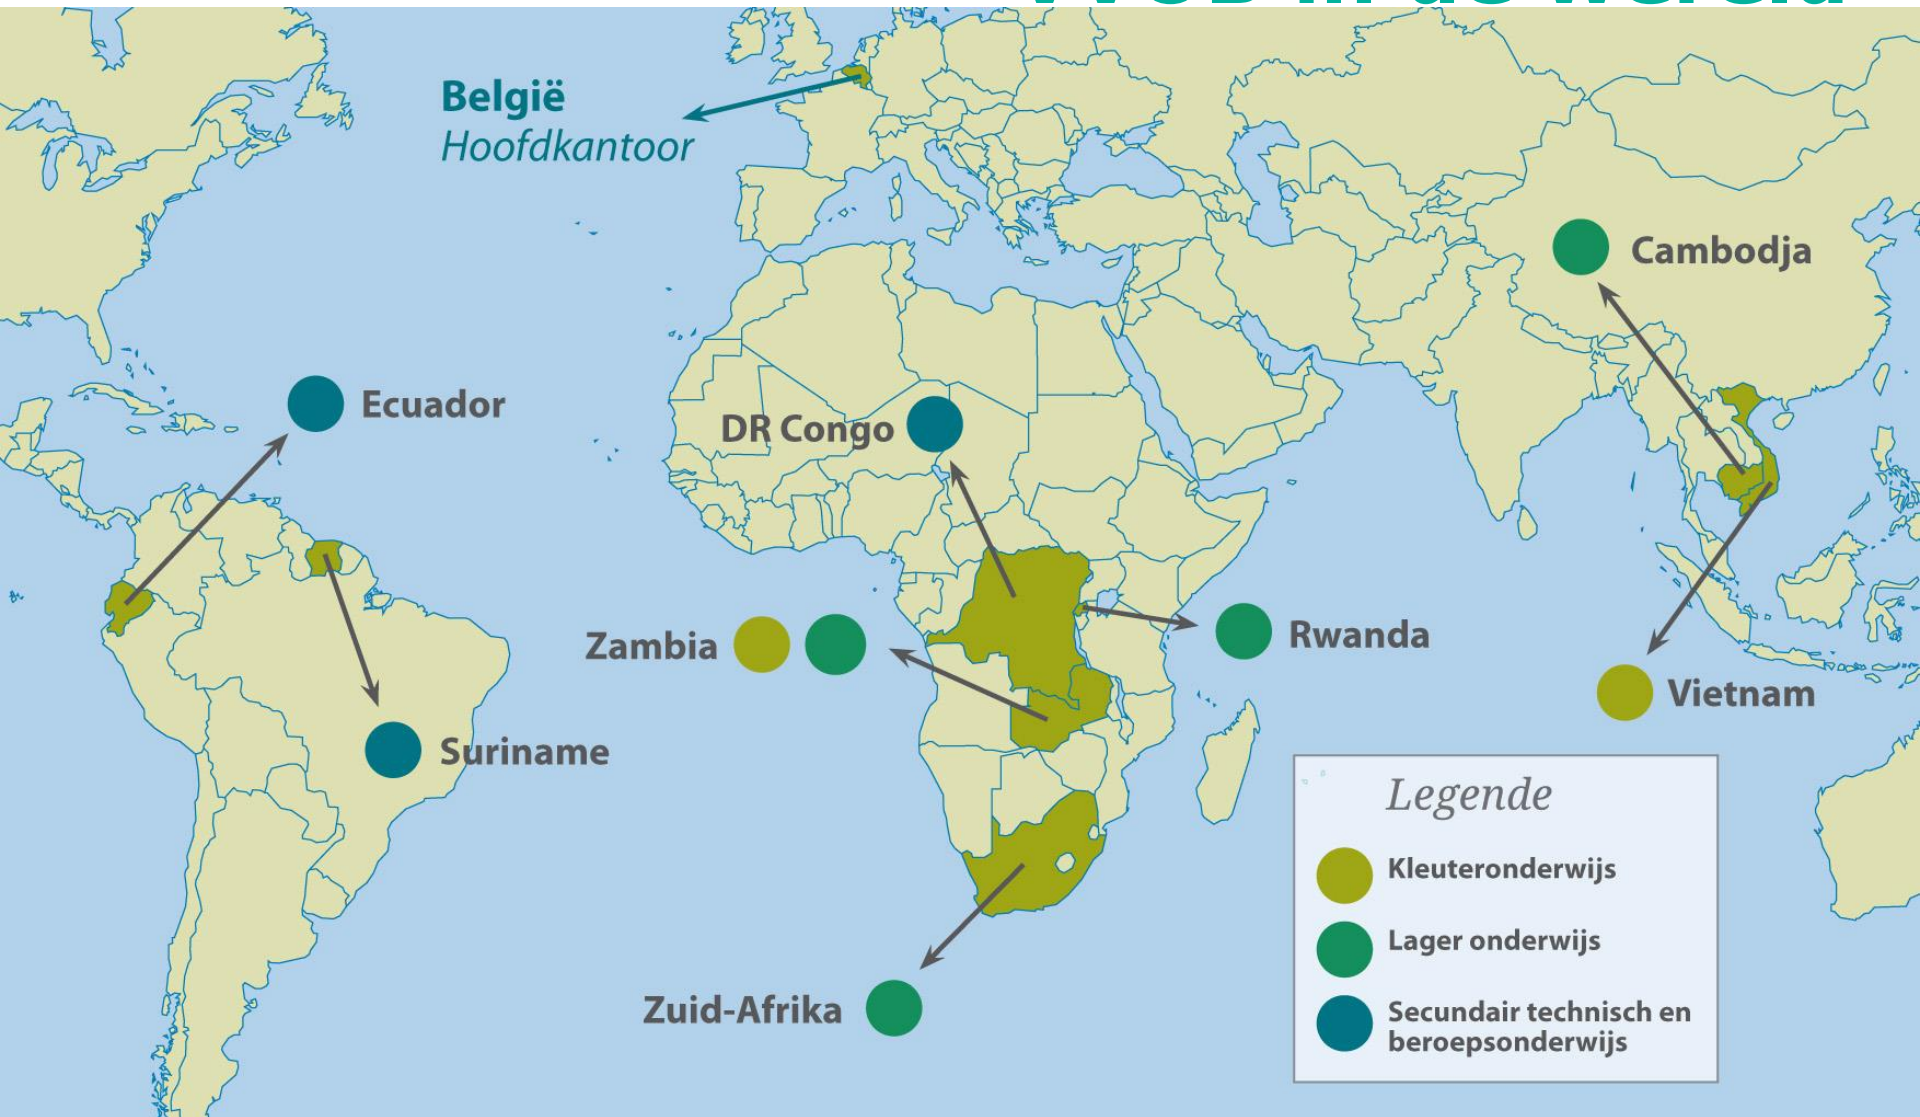 België
Hoofdkantoor
Cambodja
Ecuador
DR Congo
Zambia
Rwanda
Vietnam
Suriname
Zuid-Afrika
Legende
Kleuteronderwijs
Lager onderwijs
Secundair technisch en
beroepsonderwijs